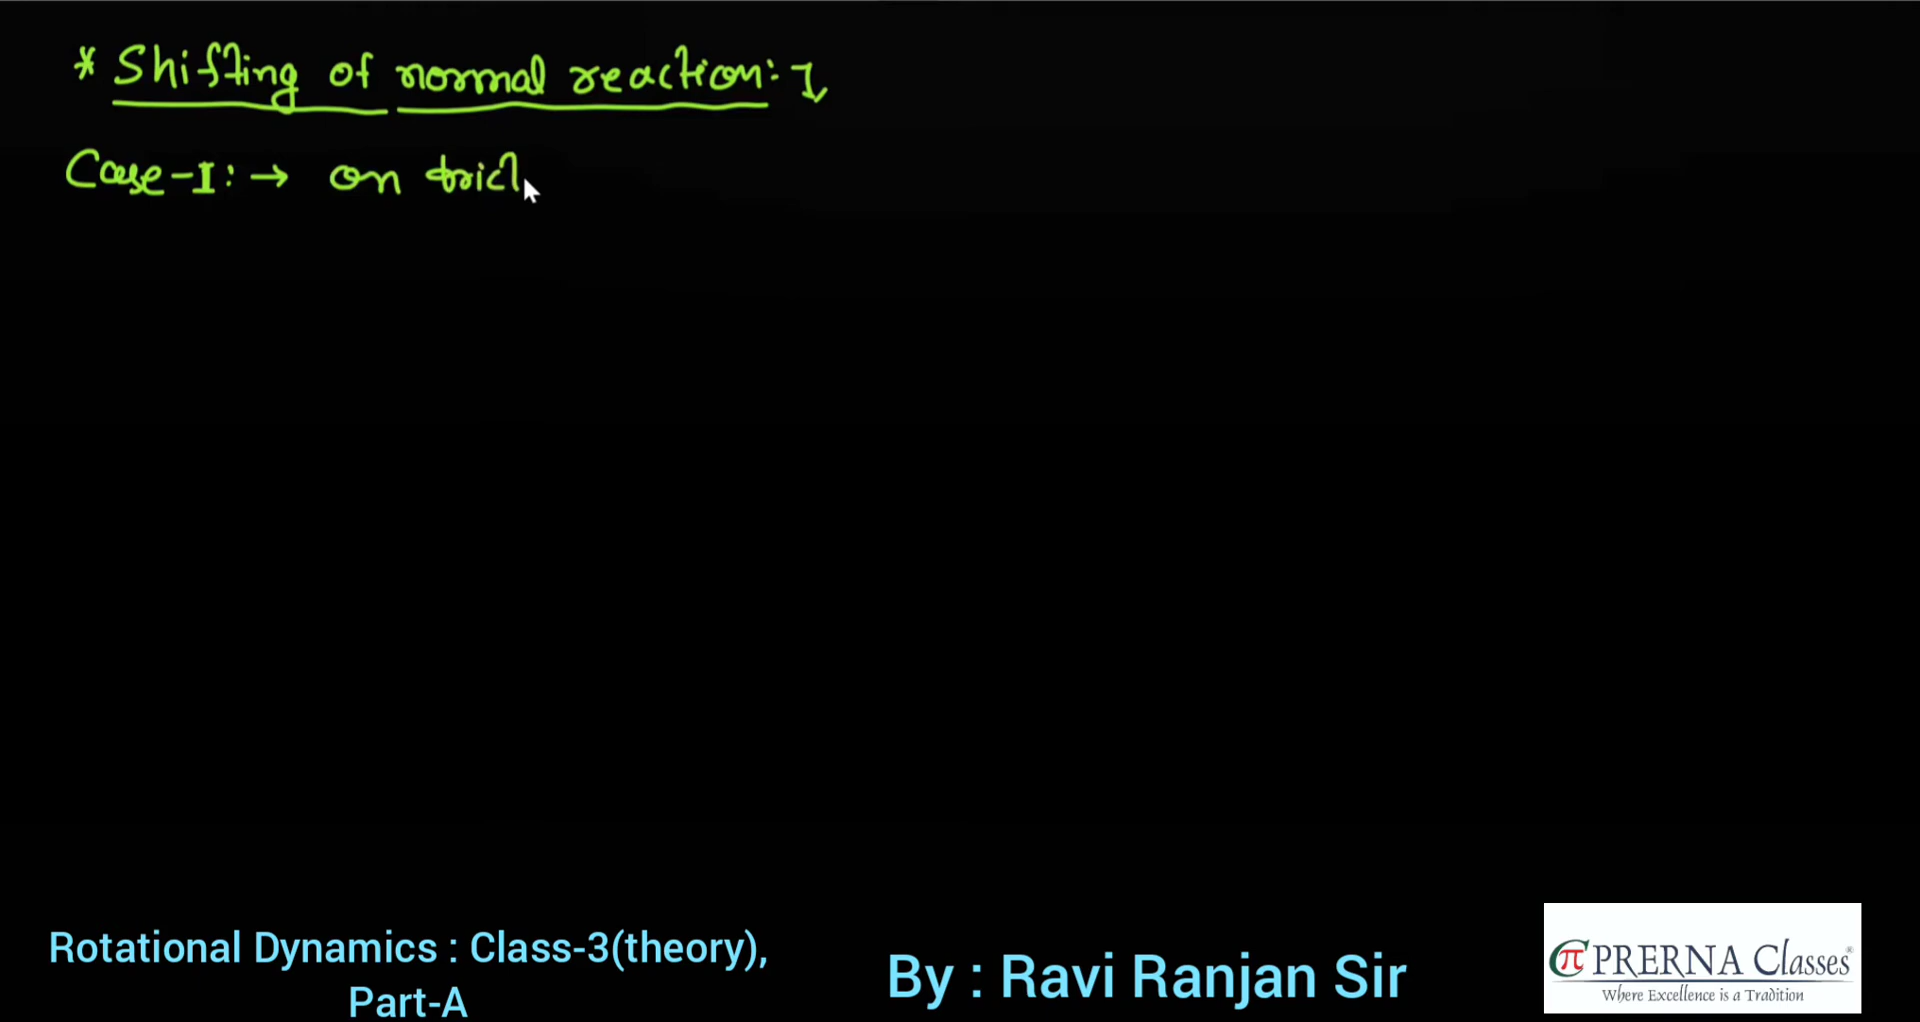 * Shifting of normal reaction:
Case-I: → on
Rotational Dynamics : Class-3(theory),
Part-A
By : Ravi Ranjan Sir
π PRERNA Classes®
Where Excellence is a Tradition